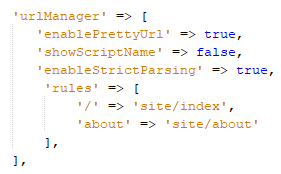 'urlManager' => [
'enablePrettyUrl' => true,
'showScriptName' => false,
'enableStrictParsing' => true,
'rules' => [
'/' => 'site/index',
'about' => 'site/about'
],
],